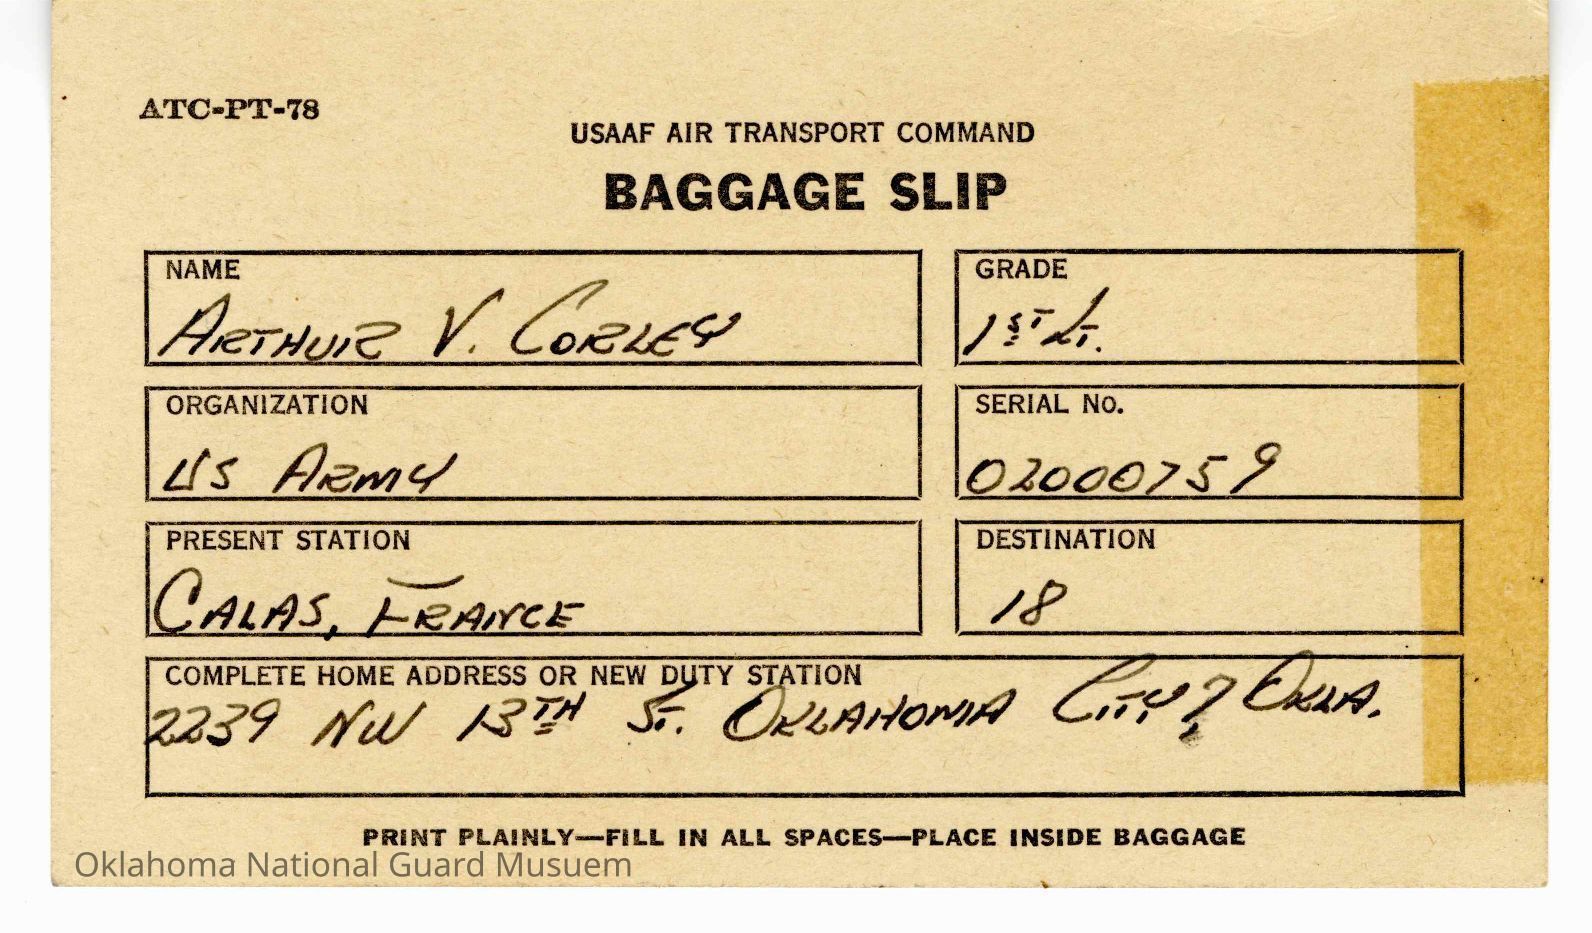 ATC-PT-78
USAAF AIR TRANSPORT COMMAND
BAGGAGE SLIP
NAME
ARTHUR V. CORLEY
GRADE
1ST LT.
ORGANIZATION
US ARMY
SERIAL No.
02000759
PRESENT STATION
CALAS, FRANCE
DESTINATION
18
COMPLETE HOME ADDRESS OR NEW DUTY STATION
2239 NW 13TH ST. OKLAHOMA CITY, OKLA.
PRINT PLAINLY—FILL IN ALL SPACES—PLACE INSIDE BAGGAGE
Oklahoma National Guard Musuem